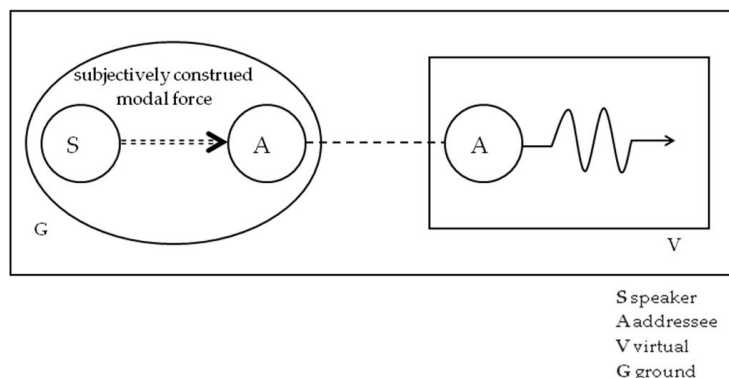 subjectively construed
modal force
S
A
A
G
V
S speaker
A addressee
V virtual
G ground